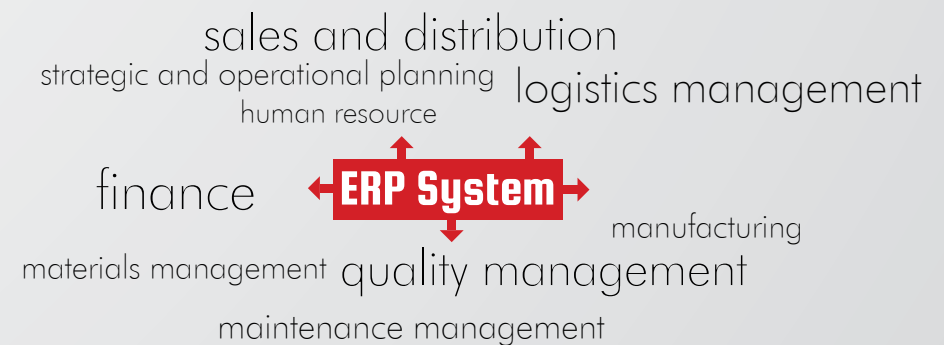 sales and distribution
strategic and operational planning
logistics management
human resource
finance
ERP System
manufacturing
materials management
quality management
maintenance management